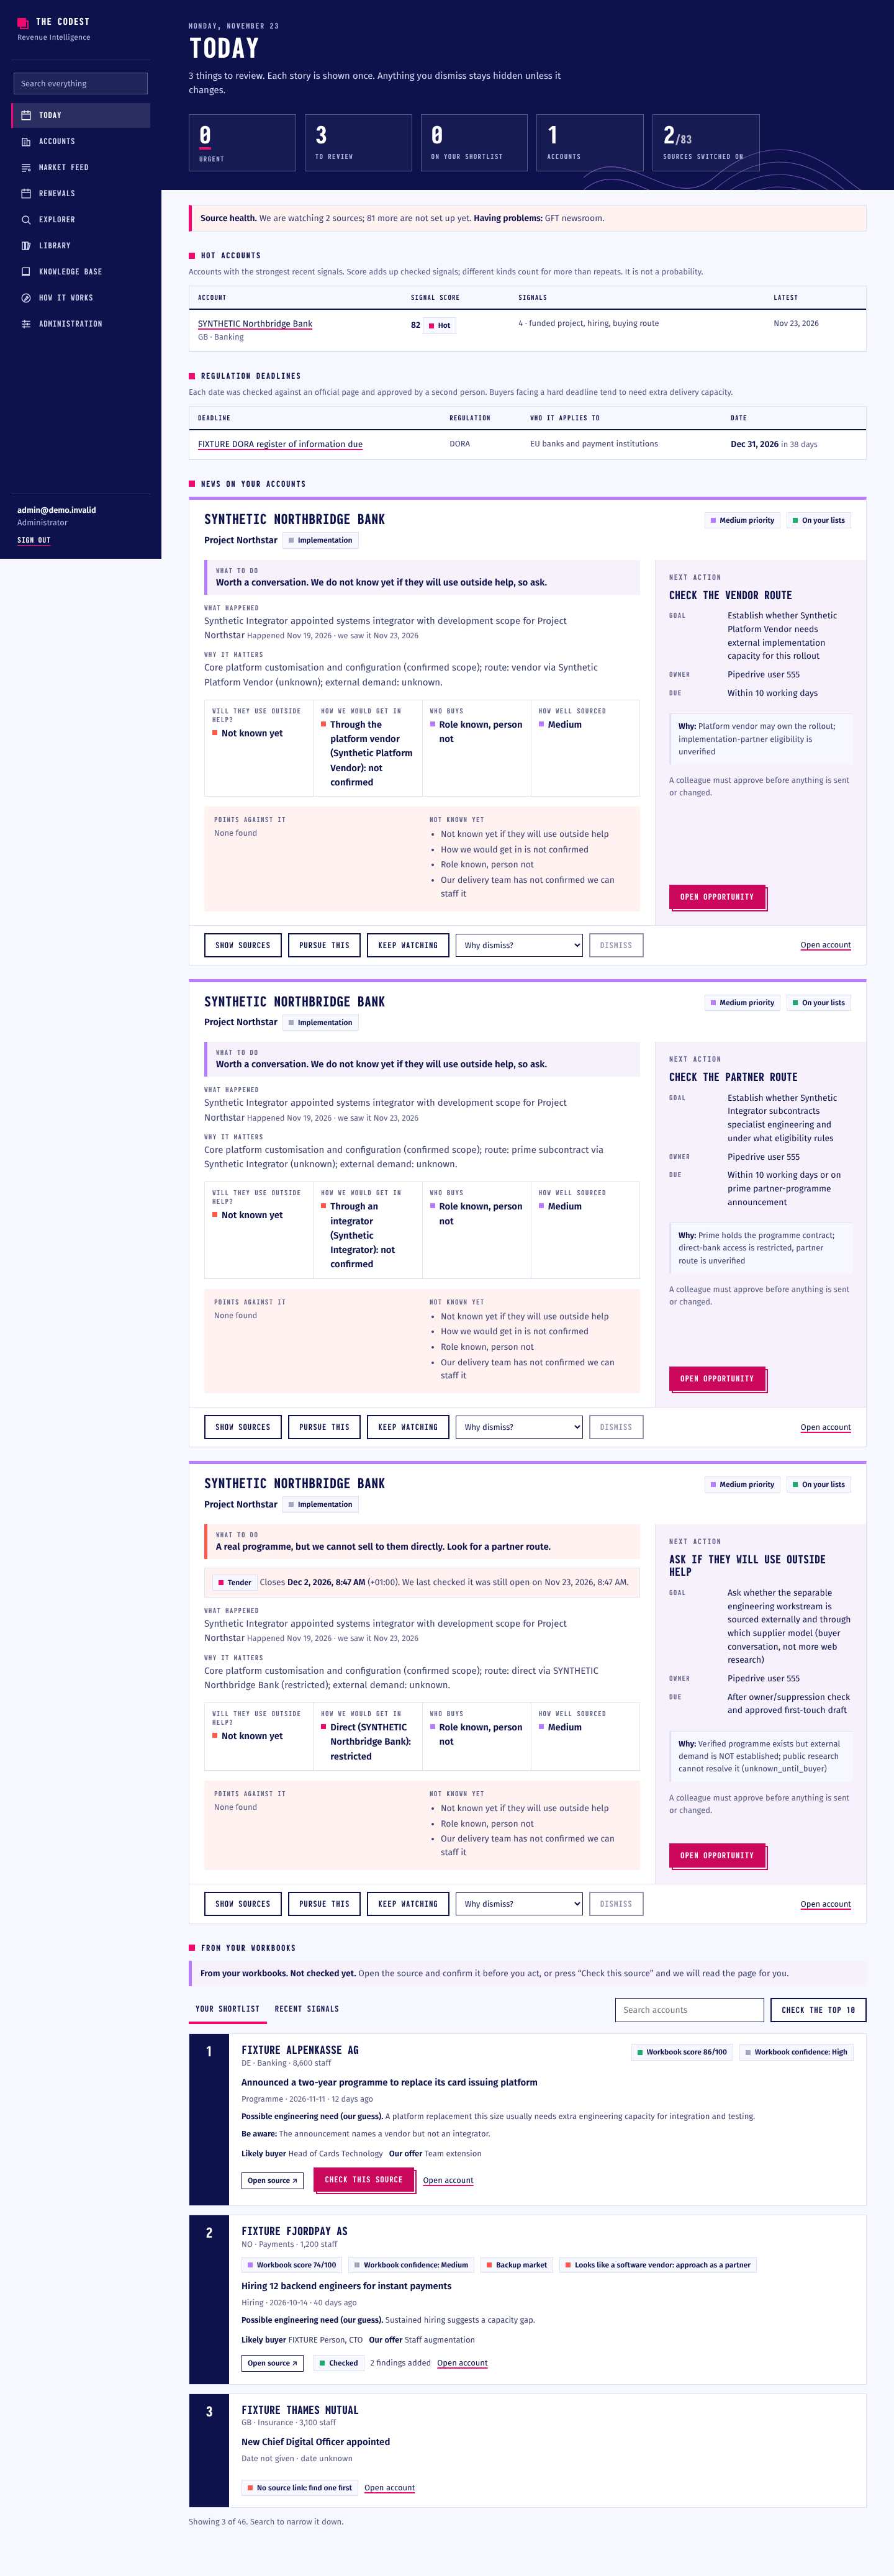 THE CODEST
Revenue Intelligence
Search everything
TODAY
ACCOUNTS
MARKET FEED
RENEWALS
EXPLORER
LIBRARY
KNOWLEDGE BASE
HOW IT WORKS
ADMINISTRATION
admin@demo.invalid
Administrator
SIGN OUT
MONDAY, NOVEMBER 23
TODAY
3 things to review. Each story is shown once. Anything you dismiss stays hidden unless it
changes.
0
URGENT
3
TO REVIEW
0
ON YOUR SHORTLIST
1
ACCOUNTS
2/83
SOURCES SWITCHED ON
Source health. We are watching 2 sources; 81 more are not set up yet. Having problems: GFT newsroom.
HOT ACCOUNTS
Accounts with the strongest recent signals. Score adds up checked signals; different kinds count for more than repeats. It is not a probability.
ACCOUNT SIGNAL SCORE SIGNALS LATEST
SYNTHETIC Northbridge Bank 82 Hot 4 · funded project, hiring, buying route Nov 23, 2026
GB · Banking
REGULATION DEADLINES
Each date was checked against an official page and approved by a second person. Buyers facing a hard deadline tend to need extra delivery capacity.
DEADLINE REGULATION WHO IT APPLIES TO DATE
FIXTURE DORA register of information due DORA EU banks and payment institutions Dec 31, 2026 in 38 days
NEWS ON YOUR ACCOUNTS
SYNTHETIC NORTHBRIDGE BANK
Medium priority On your lists
Project Northstar Implementation
WHAT TO DO
Worth a conversation. We do not know yet if they will use outside help, so ask.
WHAT HAPPENED
Synthetic Integrator appointed systems integrator with development scope for Project
Northstar Happened Nov 19, 2026 · we saw it Nov 23, 2026
WHY IT MATTERS
Core platform customisation and configuration (confirmed scope); route: vendor via Synthetic
Platform Vendor (unknown); external demand: unknown.
WILL THEY USE OUTSIDE
HELP?
Not known yet
HOW WE WOULD GET IN
Through the
platform vendor
(Synthetic Platform
Vendor): not
confirmed
WHO BUYS
Role known, person
not
HOW WELL SOURCED
Medium
POINTS AGAINST IT
None found
NOT KNOWN YET
• Not known yet if they will use outside help
• How we would get in is not confirmed
• Role known, person not
• Our delivery team has not confirmed we can
staff it
NEXT ACTION
CHECK THE VENDOR ROUTE
GOAL
Establish whether Synthetic
Platform Vendor needs
external implementation
capacity for this rollout
OWNER Pipedrive user 555
DUE Within 10 working days
Why: Platform vendor may own the rollout;
implementation-partner eligibility is
unverified
A colleague must approve before anything is sent
or changed.
OPEN OPPORTUNITY
SHOW SOURCES PURSUE THIS KEEP WATCHING Why dismiss? DISMISS Open account
SYNTHETIC NORTHBRIDGE BANK
Medium priority On your lists
Project Northstar Implementation
WHAT TO DO
Worth a conversation. We do not know yet if they will use outside help, so ask.
WHAT HAPPENED
Synthetic Integrator appointed systems integrator with development scope for Project
Northstar Happened Nov 19, 2026 · we saw it Nov 23, 2026
WHY IT MATTERS
Core platform customisation and configuration (confirmed scope); route: prime subcontract via
Synthetic Integrator (unknown); external demand: unknown.
WILL THEY USE OUTSIDE
HELP?
Not known yet
HOW WE WOULD GET IN
Through an
integrator
(Synthetic
Integrator): not
confirmed
WHO BUYS
Role known, person
not
HOW WELL SOURCED
Medium
POINTS AGAINST IT
None found
NOT KNOWN YET
• Not known yet if they will use outside help
• How we would get in is not confirmed
• Role known, person not
• Our delivery team has not confirmed we can
staff it
NEXT ACTION
CHECK THE PARTNER ROUTE
GOAL
Establish whether Synthetic
Integrator subcontracts
specialist engineering and
under what eligibility rules
OWNER Pipedrive user 555
DUE Within 10 working days or on
prime partner-programme
announcement
Why: Prime holds the programme contract;
direct-bank access is restricted, partner
route is unverified
A colleague must approve before anything is sent
or changed.
OPEN OPPORTUNITY
SHOW SOURCES PURSUE THIS KEEP WATCHING Why dismiss? DISMISS Open account
SYNTHETIC NORTHBRIDGE BANK
Medium priority On your lists
Project Northstar Implementation
WHAT TO DO
A real programme, but we cannot sell to them directly. Look for a partner route.
Tender Closes Dec 2, 2026, 8:47 AM (+01:00). We last checked it was still open on Nov 23, 2026, 8:47 AM.
WHAT HAPPENED
Synthetic Integrator appointed systems integrator with development scope for Project
Northstar Happened Nov 19, 2026 · we saw it Nov 23, 2026
WHY IT MATTERS
Core platform customisation and configuration (confirmed scope); route: direct via SYNTHETIC
Northbridge Bank (restricted); external demand: unknown.
WILL THEY USE OUTSIDE
HELP?
Not known yet
HOW WE WOULD GET IN
Direct (SYNTHETIC
Northbridge Bank):
restricted
WHO BUYS
Role known, person
not
HOW WELL SOURCED
Medium
POINTS AGAINST IT
None found
NOT KNOWN YET
• Not known yet if they will use outside help
• Role known, person not
• Our delivery team has not confirmed we can
staff it
NEXT ACTION
ASK IF THEY WILL USE OUTSIDE
HELP
GOAL
Ask whether the separable
engineering workstream is
sourced externally and through
which supplier model (buyer
conversation, not more web
research)
OWNER Pipedrive user 555
DUE After owner/suppression check
and approved first-touch draft
Why: Verified programme exists but external
demand is NOT established; public research
cannot resolve it (unknown_until_buyer)
A colleague must approve before anything is sent
or changed.
OPEN OPPORTUNITY
SHOW SOURCES PURSUE THIS KEEP WATCHING Why dismiss? DISMISS Open account
FROM YOUR WORKBOOKS
From your workbooks. Not checked yet. Open the source and confirm it before you act, or press “Check this source” and we will read the page for you.
YOUR SHORTLIST RECENT SIGNALS Search accounts CHECK THE TOP 10
1
FIXTURE ALPENKASSE AG
Workbook score 86/100 Workbook confidence: High
DE · Banking · 8,600 staff
Announced a two-year programme to replace its card issuing platform
Programme · 2026-11-11 · 12 days ago
Possible engineering need (our guess). A platform replacement this size usually needs extra engineering capacity for integration and testing.
Be aware: The announcement names a vendor but not an integrator.
Likely buyer Head of Cards Technology Our offer Team extension
Open source ↗ CHECK THIS SOURCE Open account
2
FIXTURE FJORDPAY AS
NO · Payments · 1,200 staff
Workbook score 74/100 Workbook confidence: Medium Backup market Looks like a software vendor: approach as a partner
Hiring 12 backend engineers for instant payments
Hiring · 2026-10-14 · 40 days ago
Possible engineering need (our guess). Sustained hiring suggests a capacity gap.
Likely buyer FIXTURE Person, CTO Our offer Staff augmentation
Open source ↗ Checked 2 findings added Open account
3
FIXTURE THAMES MUTUAL
GB · Insurance · 3,100 staff
New Chief Digital Officer appointed
Date not given · date unknown
No source link: find one first Open account
Showing 3 of 46. Search to narrow it down.